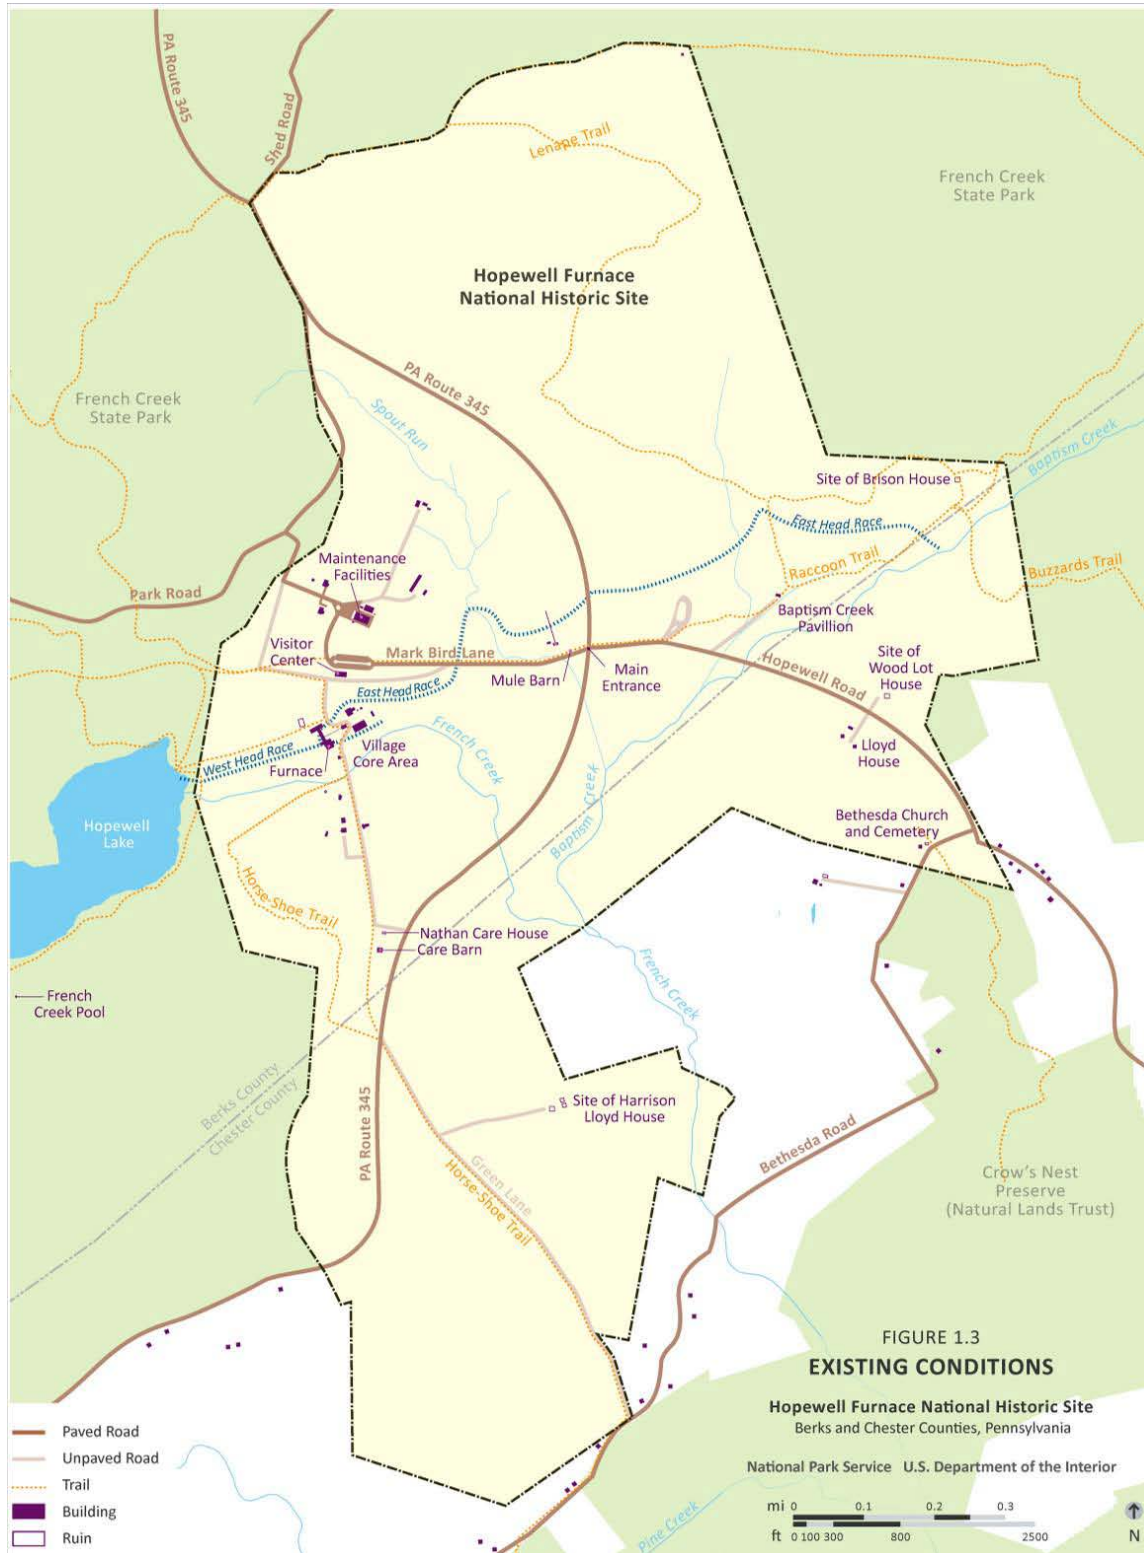 PA Route 345
Shed Road
Lenape Trail
French Creek
State Park
Hopewell Furnace
National Historic Site
PA Route 345
French Creek
State Park
Spout Run
Baptism Creek
Site of Brison House
East Head Race
Maintenance
Facilities
Raccoon Trail
Buzzards Trail
Park Road
Baptism Creek
Pavillion
Visitor
Center
Mark Bird Lane
Mule Barn
Main
Entrance
Hopewell Road
Site of
Wood Lot
House
East Head Race
French Creek
West Head Race
Village
Core Area
Furnace
Lloyd
House
Baptism Creek
Hopewell
Lake
Bethesda Church
and Cemetery
Horse-Shoe Trail
Nathan Care House
Care Barn
French Creek
French
Creek Pool
Berks County
Chester County
PA Route 345
Site of Harrison
Lloyd House
Bethesda Road
Green Lane
Horse-Shoe Trail
Crow's Nest
Preserve
(Natural Lands Trust)
FIGURE 1.3
EXISTING CONDITIONS
Hopewell Furnace National Historic Site
Berks and Chester Counties, Pennsylvania
National Park Service U.S. Department of the Interior
Paved Road
Unpaved Road
Trail
Building
Ruin
Pine Creek
mi 0 0.1 0.2 0.3
ft 0 100 300 800 2500
N